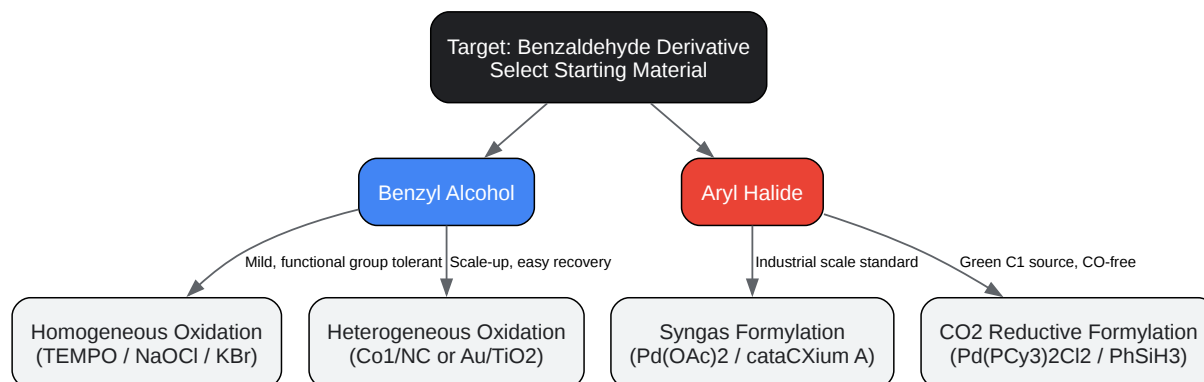 Target: Benzaldehyde Derivative
Select Starting Material
Benzyl Alcohol
Aryl Halide
Mild, functional group tolerant
Scale-up, easy recovery
Industrial scale standard
Green C1 source, CO-free
Homogeneous Oxidation
(TEMPO / NaOCl / KBr)
Heterogeneous Oxidation
(Co1/NC or Au/TiO2)
Syngas Formylation
(Pd(OAc)2 / cataCXium A)
CO2 Reductive Formylation
(Pd(PCy3)2Cl2 / PhSiH3)